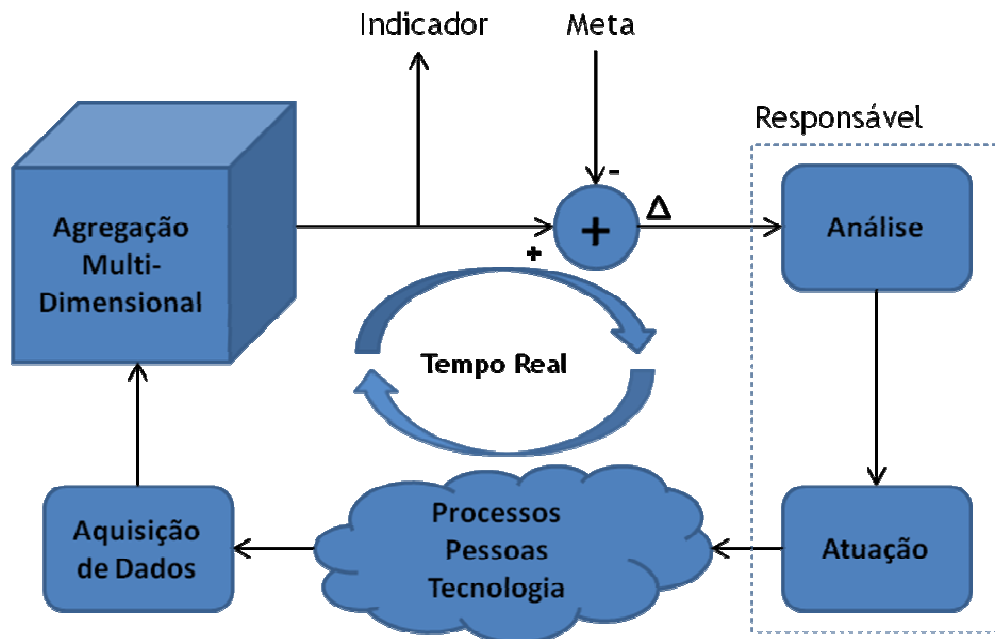 Indicador
Meta
Responsável
Agregação
Multi-
Dimensional
-
+
+
Δ
Análise
Tempo Real
Aquisição
de Dados
Processos
Pessoas
Tecnologia
Atuação